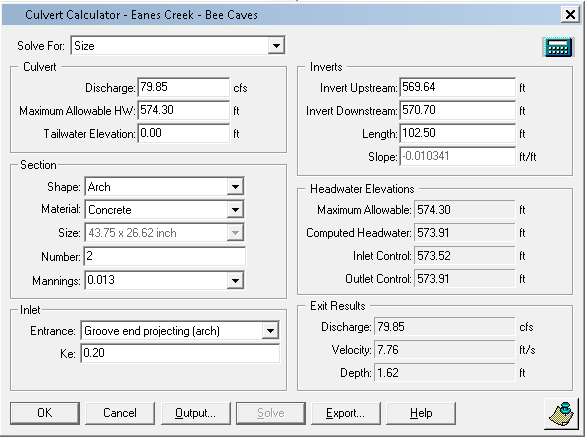 Culvert Calculator - Eanes Creek - Bee Caves
Solve For: Size
Culvert
Discharge: 79.85 cfs
Maximum Allowable HW: 574.30 ft
Tailwater Elevation: 0.00 ft
Section
Shape: Arch
Material: Concrete
Size: 43.75 x 26.62 inch
Number: 2
Mannings: 0.013
Inlet
Entrance: Groove end projecting (arch)
Ke: 0.20
Inverts
Invert Upstream: 569.64 ft
Invert Downstream: 570.70 ft
Length: 102.50 ft
Slope: -0.010341 ft/ft
Headwater Elevations
Maximum Allowable: 574.30 ft
Computed Headwater: 573.91 ft
Inlet Control: 573.52 ft
Outlet Control: 573.91 ft
Exit Results
Discharge: 79.85 cfs
Velocity: 7.76 ft/s
Depth: 1.62 ft
OK Cancel Output... Solve Export... Help